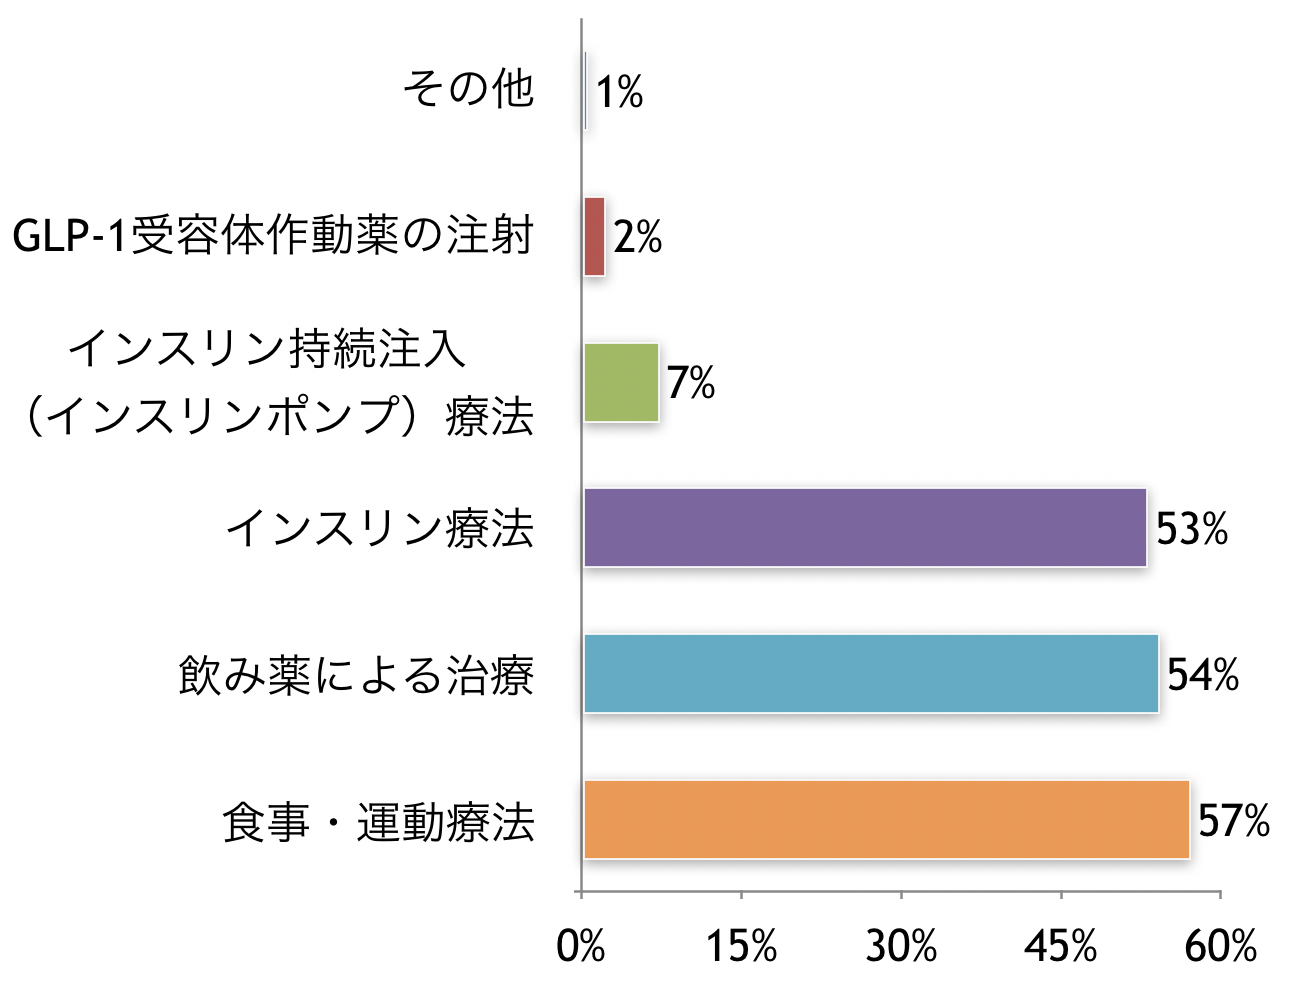 その他
1%
GLP-1受容体作動薬の注射
2%
インスリン持続注入
（インスリンポンプ）療法
7%
インスリン療法
53%
飲み薬による治療
54%
食事・運動療法
57%
0%
15%
30%
45%
60%